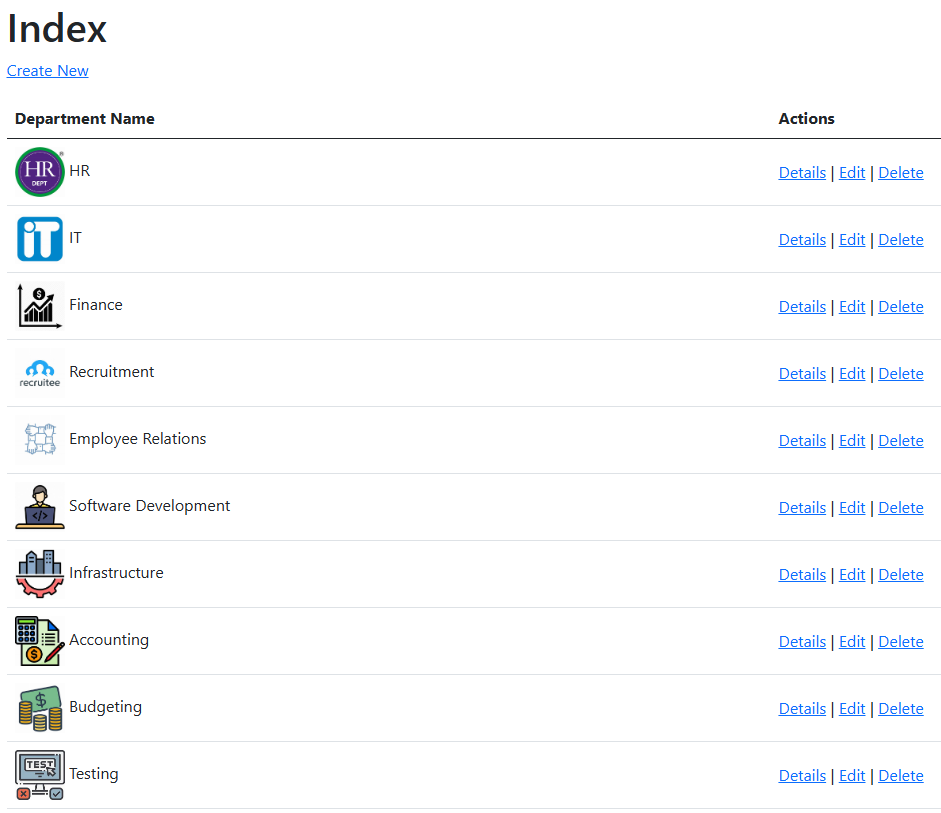 Index
Create New
Department Name Actions
HR DEPT ® HR Details | Edit | Delete
iT IT Details | Edit | Delete
$ Finance Details | Edit | Delete
recruitee Recruitment Details | Edit | Delete
Employee Relations Details | Edit | Delete
</> Software Development Details | Edit | Delete
Infrastructure Details | Edit | Delete
$ Accounting Details | Edit | Delete
$ Budgeting Details | Edit | Delete
TEST Testing Details | Edit | Delete